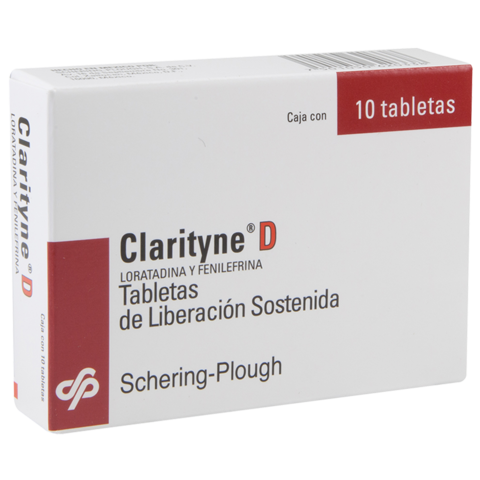 Caja con
10 tabletas
Clarityne® D
LORATADINA Y FENILEFRINA
Tabletas
de Liberación Sostenida
Schering-Plough
Clarityne® D
LORATADINA Y FENILEFRINA
Caja con 10 tabletas